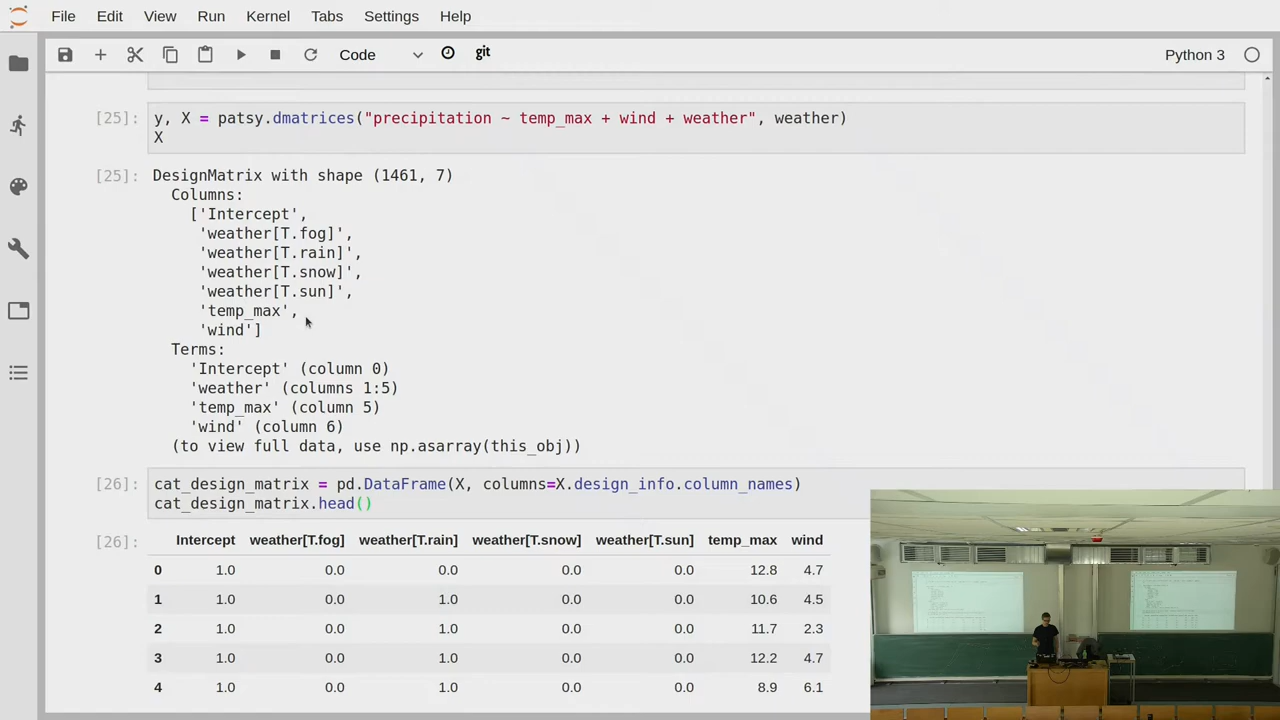 File Edit View Run Kernel Tabs Settings Help
Code git Python 3
[25]: y, X = patsy.dmatrices("precipitation ~ temp_max + wind + weather", weather)
X
[25]: DesignMatrix with shape (1461, 7)
Columns:
['Intercept',
'weather[T.fog]',
'weather[T.rain]',
'weather[T.snow]',
'weather[T.sun]',
'temp_max',
'wind']
Terms:
'Intercept' (column 0)
'weather' (columns 1:5)
'temp_max' (column 5)
'wind' (column 6)
(to view full data, use np.asarray(this_obj))
[26]: cat_design_matrix = pd.DataFrame(X, columns=X.design_info.column_names)
cat_design_matrix.head()
[26]: Intercept weather[T.fog] weather[T.rain] weather[T.snow] weather[T.sun] temp_max wind
0 1.0 0.0 0.0 0.0 0.0 12.8 4.7
1 1.0 0.0 1.0 0.0 0.0 10.6 4.5
2 1.0 0.0 1.0 0.0 0.0 11.7 2.3
3 1.0 0.0 1.0 0.0 0.0 12.2 4.7
4 1.0 0.0 1.0 0.0 0.0 8.9 6.1